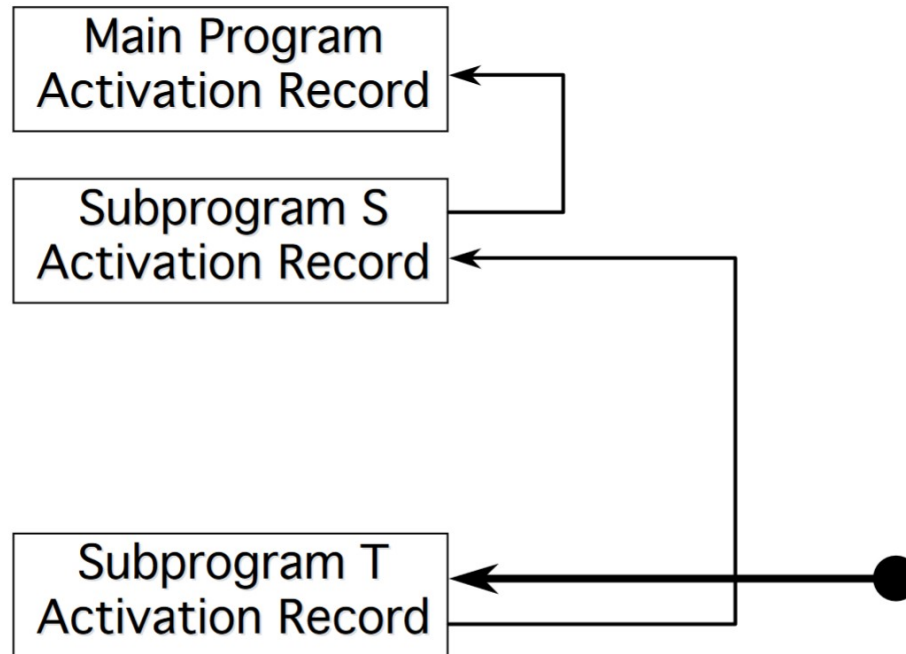 Main Program
Activation Record
Subprogram S
Activation Record
Subprogram T
Activation Record